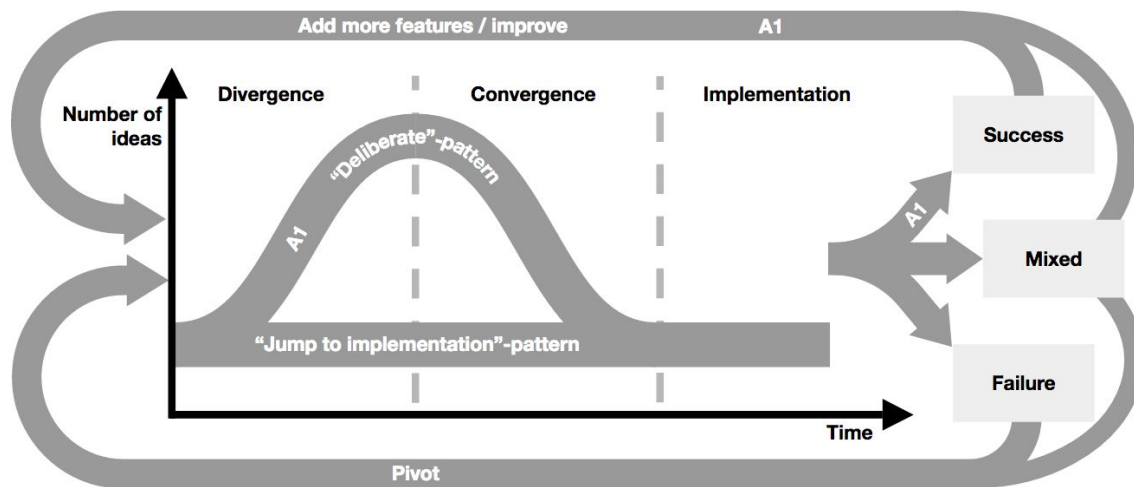 Add more features / improve
A1
Divergence
Convergence
Implementation
Number of
ideas
"Deliberate"-pattern
A1
"Jump to implementation"-pattern
Time
A1
Success
Mixed
Failure
Pivot